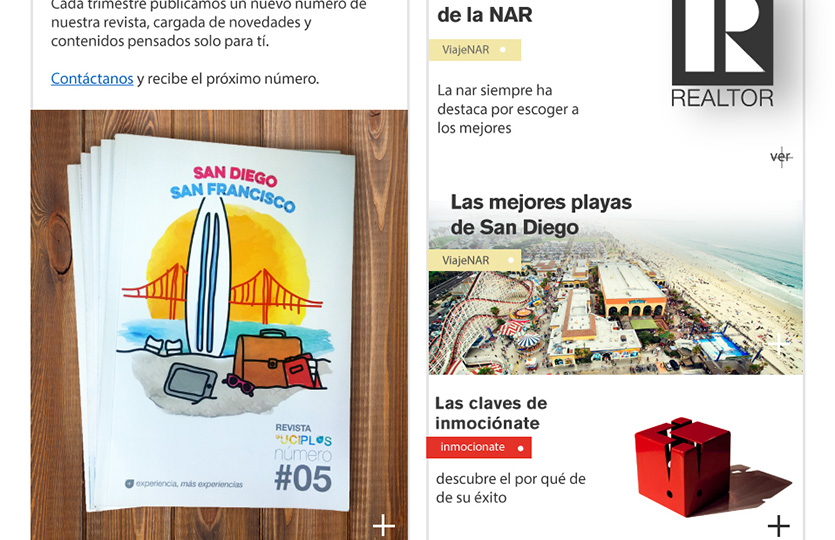 Cada trimestre publicamos un nuevo número de
nuestra revista, cargada de novedades y
contenidos pensados solo para tí.
Contáctanos y recibe el próximo número.
SAN DIEGO
SAN FRANCISCO
REVISTA
UCIPLUS
número
#05
experiencia, más experiencias
de la NAR
ViajeNAR
La nar siempre ha
destaca por escoger a
los mejores
R
REALTOR
ver
Las mejores playas
de San Diego
ViajeNAR
Las claves de
inmociónate
inmocionate
descubre el por qué de
de su éxito